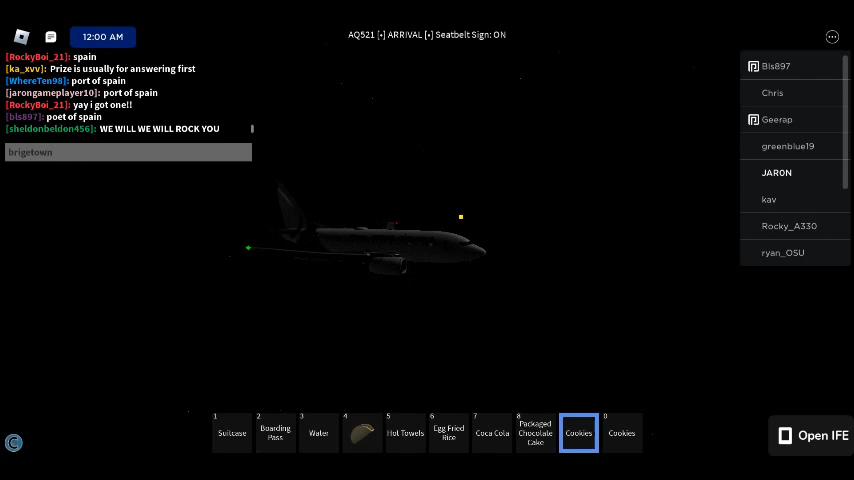 12:00 AM
AQ521 [•] ARRIVAL [•] Seatbelt Sign: ON
[RockyBoi_21]: spain
[ka_xvv]: Prize is usually for answering first
[WhereTen98]: port of spain
[jarongameplayer10]: port of spain
[RockyBoi_21]: yay i got one!!
[bls897]: poet of spain
[sheldonbeldon456]: WE WILL WE WILL ROCK YOU
brigetown
Bls897
Chris
Geerap
greenblue19
JARON
kav
Rocky_A330
ryan_OSU
1
Suitcase
2
Boarding
Pass
3
Water
4
5
Hot Towels
6
Egg Fried
Rice
7
Coca Cola
8
Packaged
Chocolate
Cake
Cookies
0
Cookies
Open IFE